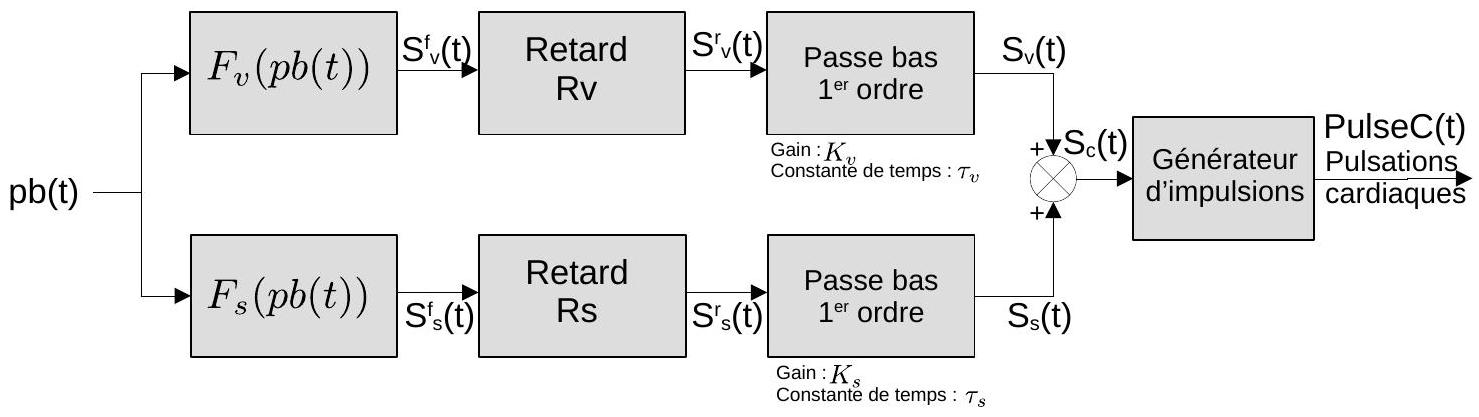 pb(t)
F_v(pb(t))
S^f_v(t)
Retard
Rv
S^r_v(t)
Passe bas
1^er ordre
Gain : K_v
Constante de temps : τ_v
S_v(t)
+
S_c(t)
+
Générateur
d'impulsions
PulseC(t)
Pulsations
cardiaques
F_s(pb(t))
S^f_s(t)
Retard
Rs
S^r_s(t)
Passe bas
1^er ordre
Gain : K_s
Constante de temps : τ_s
S_s(t)